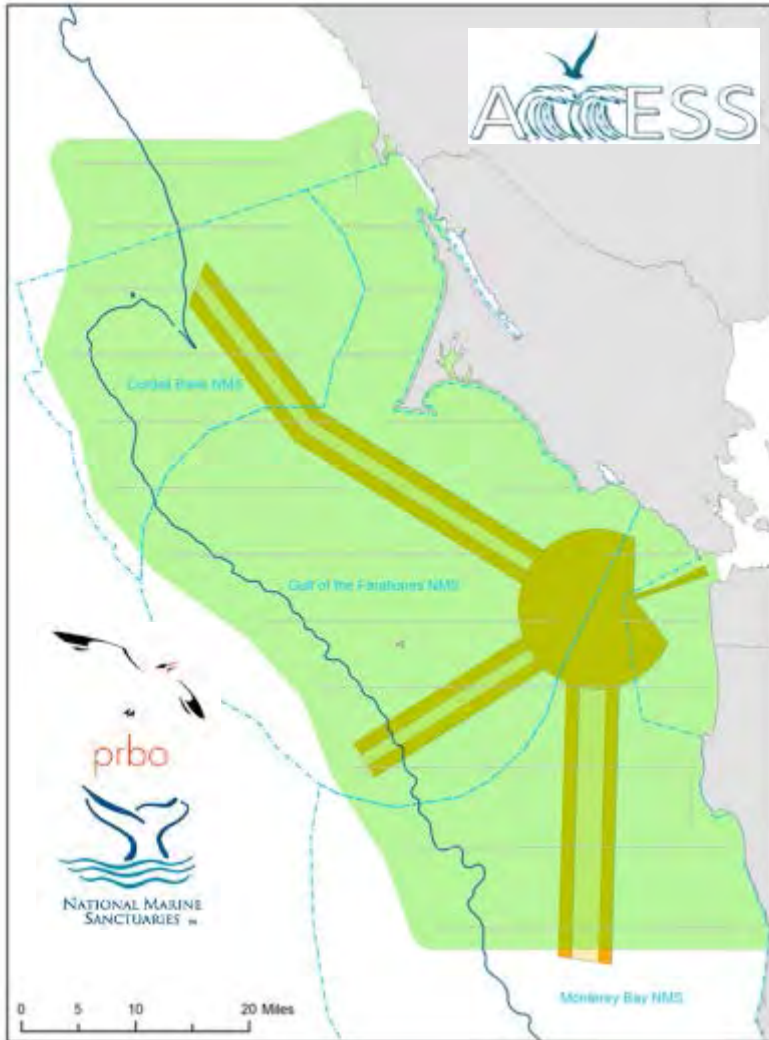 ACCESS
Cordell Bank NMS
Gulf of the Farallones NMS
prbo
NATIONAL MARINE
SANCTUARIES
0 5 10 20 Miles
Monterey Bay NMS